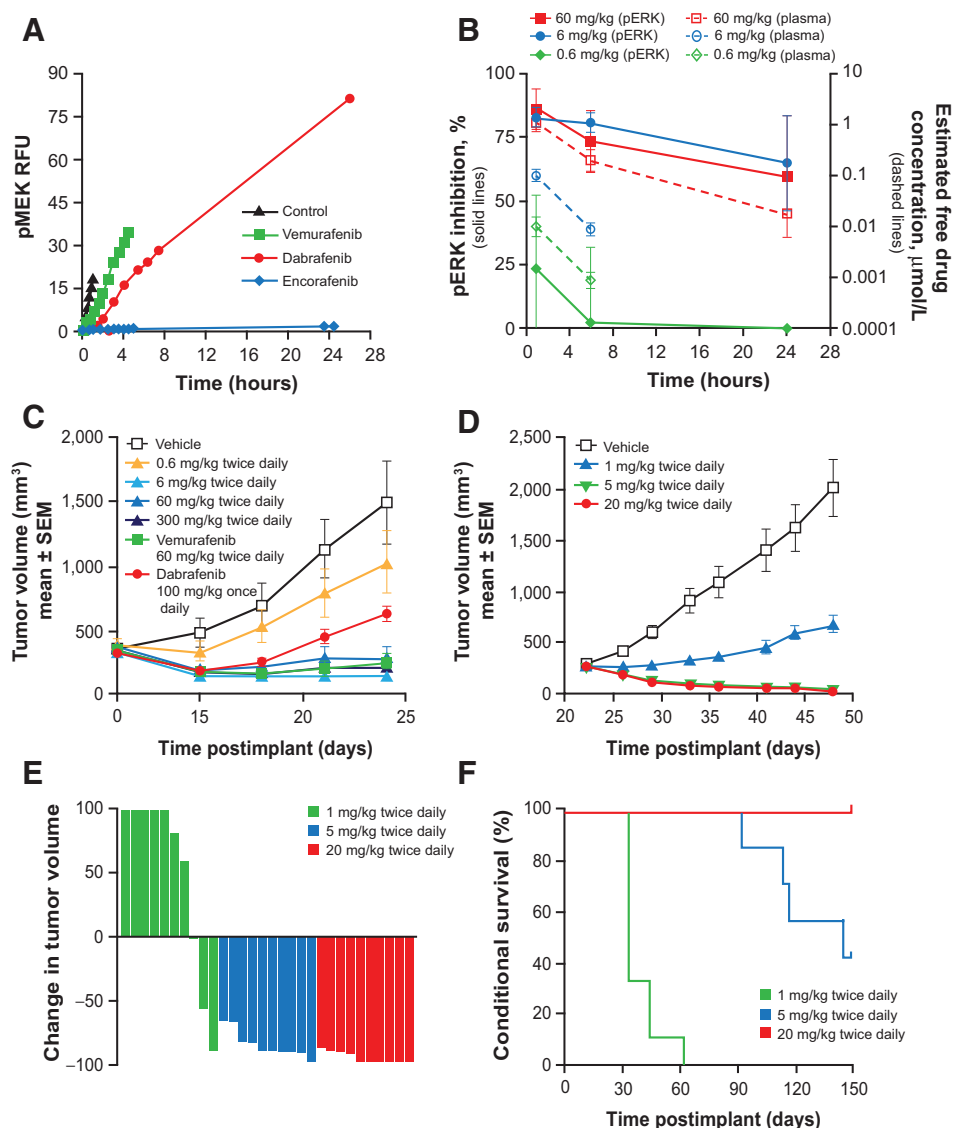 A
90
75
60
45
30
15
0
pMEK RFU
Control
Vemurafenib
Dabrafenib
Encorafenib
0 4 8 12 16 20 24 28
Time (hours)
B
60 mg/kg (pERK) 60 mg/kg (plasma)
6 mg/kg (pERK) 6 mg/kg (plasma)
0.6 mg/kg (pERK) 0.6 mg/kg (plasma)
100
75
50
25
0
pERK inhibition, %
(solid lines)
10
1
0.1
0.01
0.001
0.0001
Estimated free drug
concentration, μmol/L
(dashed lines)
0 4 8 12 16 20 24 28
Time (hours)
C
2,000
1,500
1,000
500
0
Tumor volume (mm³)
mean ± SEM
Vehicle
0.6 mg/kg twice daily
6 mg/kg twice daily
60 mg/kg twice daily
300 mg/kg twice daily
Vemurafenib
60 mg/kg twice daily
Dabrafenib
100 mg/kg once
daily
0 15 20 25
Time postimplant (days)
D
2,500
2,000
1,500
1,000
500
0
Tumor volume (mm³)
mean ± SEM
Vehicle
1 mg/kg twice daily
5 mg/kg twice daily
20 mg/kg twice daily
20 25 30 35 40 45 50
Time postimplant (days)
E
100
50
0
−50
−100
Change in tumor volume
1 mg/kg twice daily
5 mg/kg twice daily
20 mg/kg twice daily
F
100
80
60
40
20
0
Conditional survival (%)
1 mg/kg twice daily
5 mg/kg twice daily
20 mg/kg twice daily
0 30 60 90 120 150
Time postimplant (days)